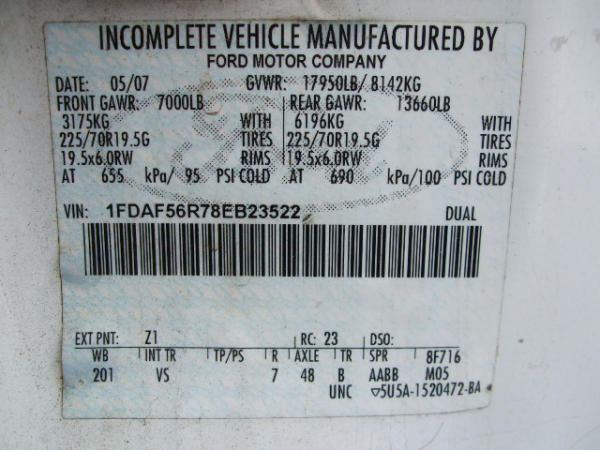 INCOMPLETE VEHICLE MANUFACTURED BY
FORD MOTOR COMPANY
DATE: 05/07 GVWR: 17950LB/ 8142KG
FRONT GAWR: 7000LB REAR GAWR: 13660LB
3175KG WITH 6196KG WITH
225/70R19.5G TIRES 225/70R19.5G TIRES
19.5x6.0RW RIMS 19.5x6.0RW RIMS
AT 655 kPa/ 95 PSI COLD AT 690 kPa/100 PSI COLD
VIN: 1FDAF56R78EB23522 DUAL
EXT PNT: Z1 RC: 23 DSO:
WB INT TR TP/PS R AXLE TR SPR 8F716
201 VS 7 48 B AABB M05
UNC ▽5U5A-1520472-BA